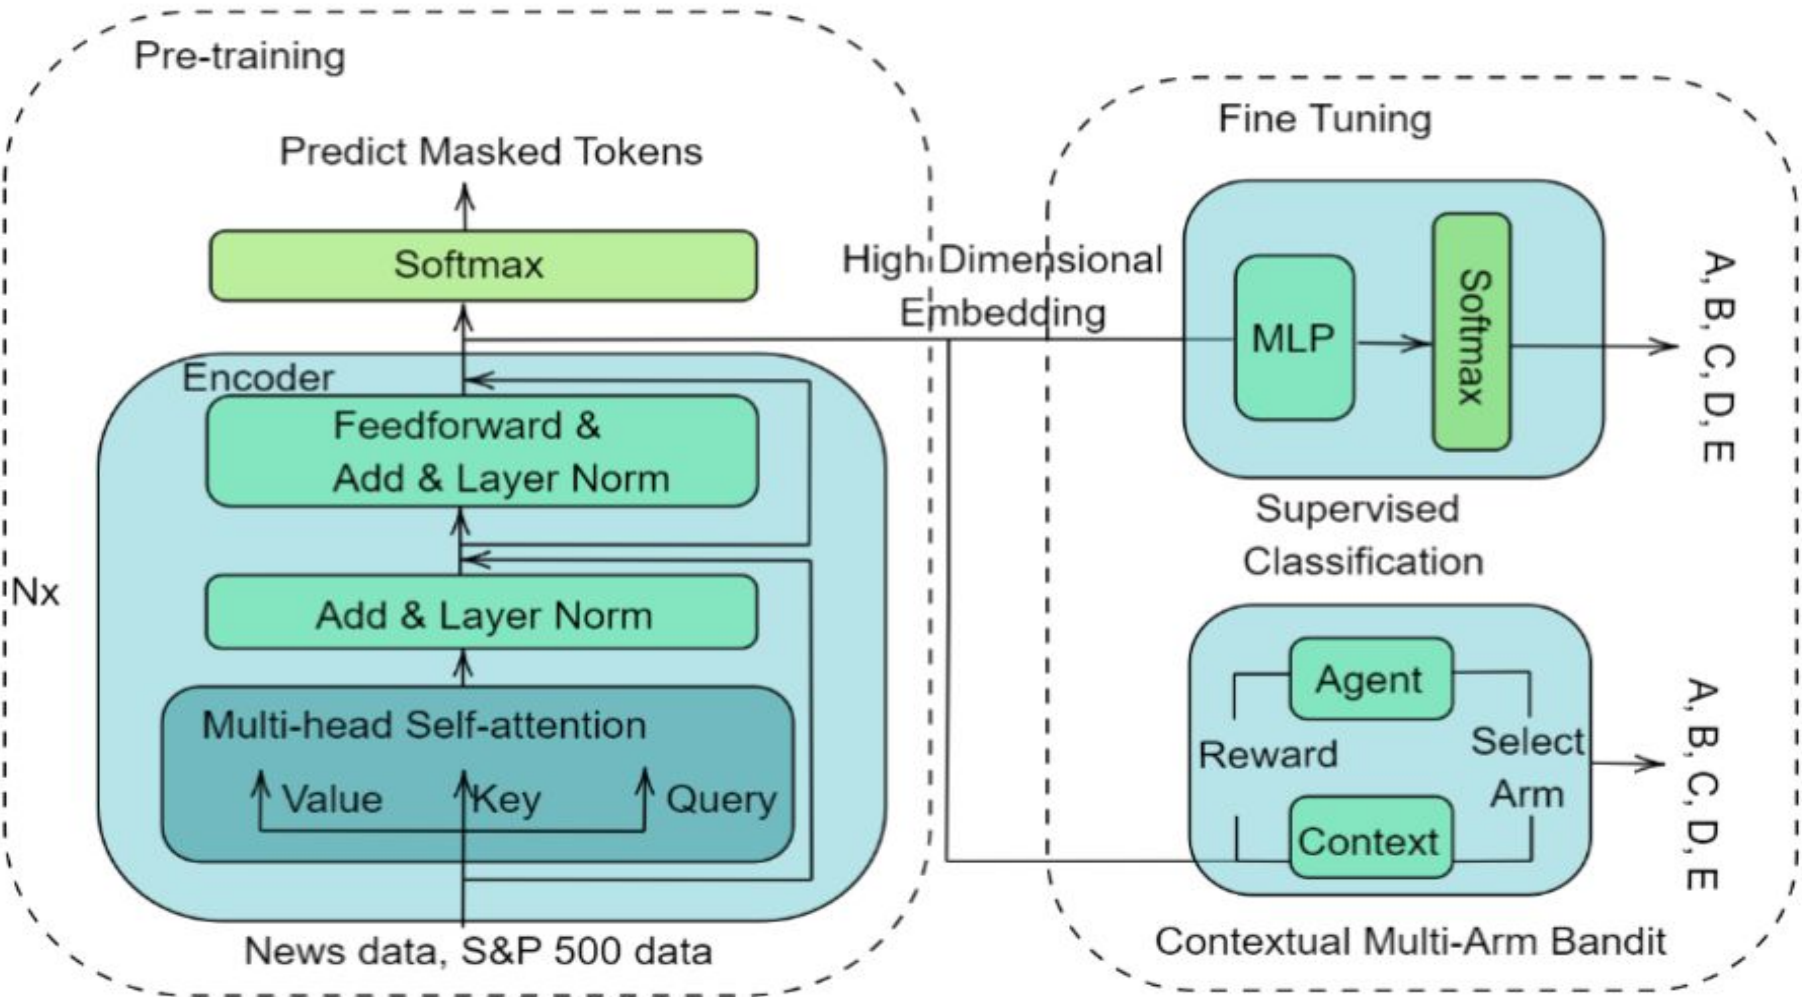 Pre-training
Predict Masked Tokens
Softmax
Encoder
Feedforward &
Add & Layer Norm
Nx
Add & Layer Norm
Multi-head Self-attention
Value
Key
Query
News data, S&P 500 data
High Dimensional
Embedding
Fine Tuning
MLP
Softmax
A, B, C, D, E
Supervised
Classification
Agent
Reward
Select
Arm
Context
A, B, C, D, E
Contextual Multi-Arm Bandit